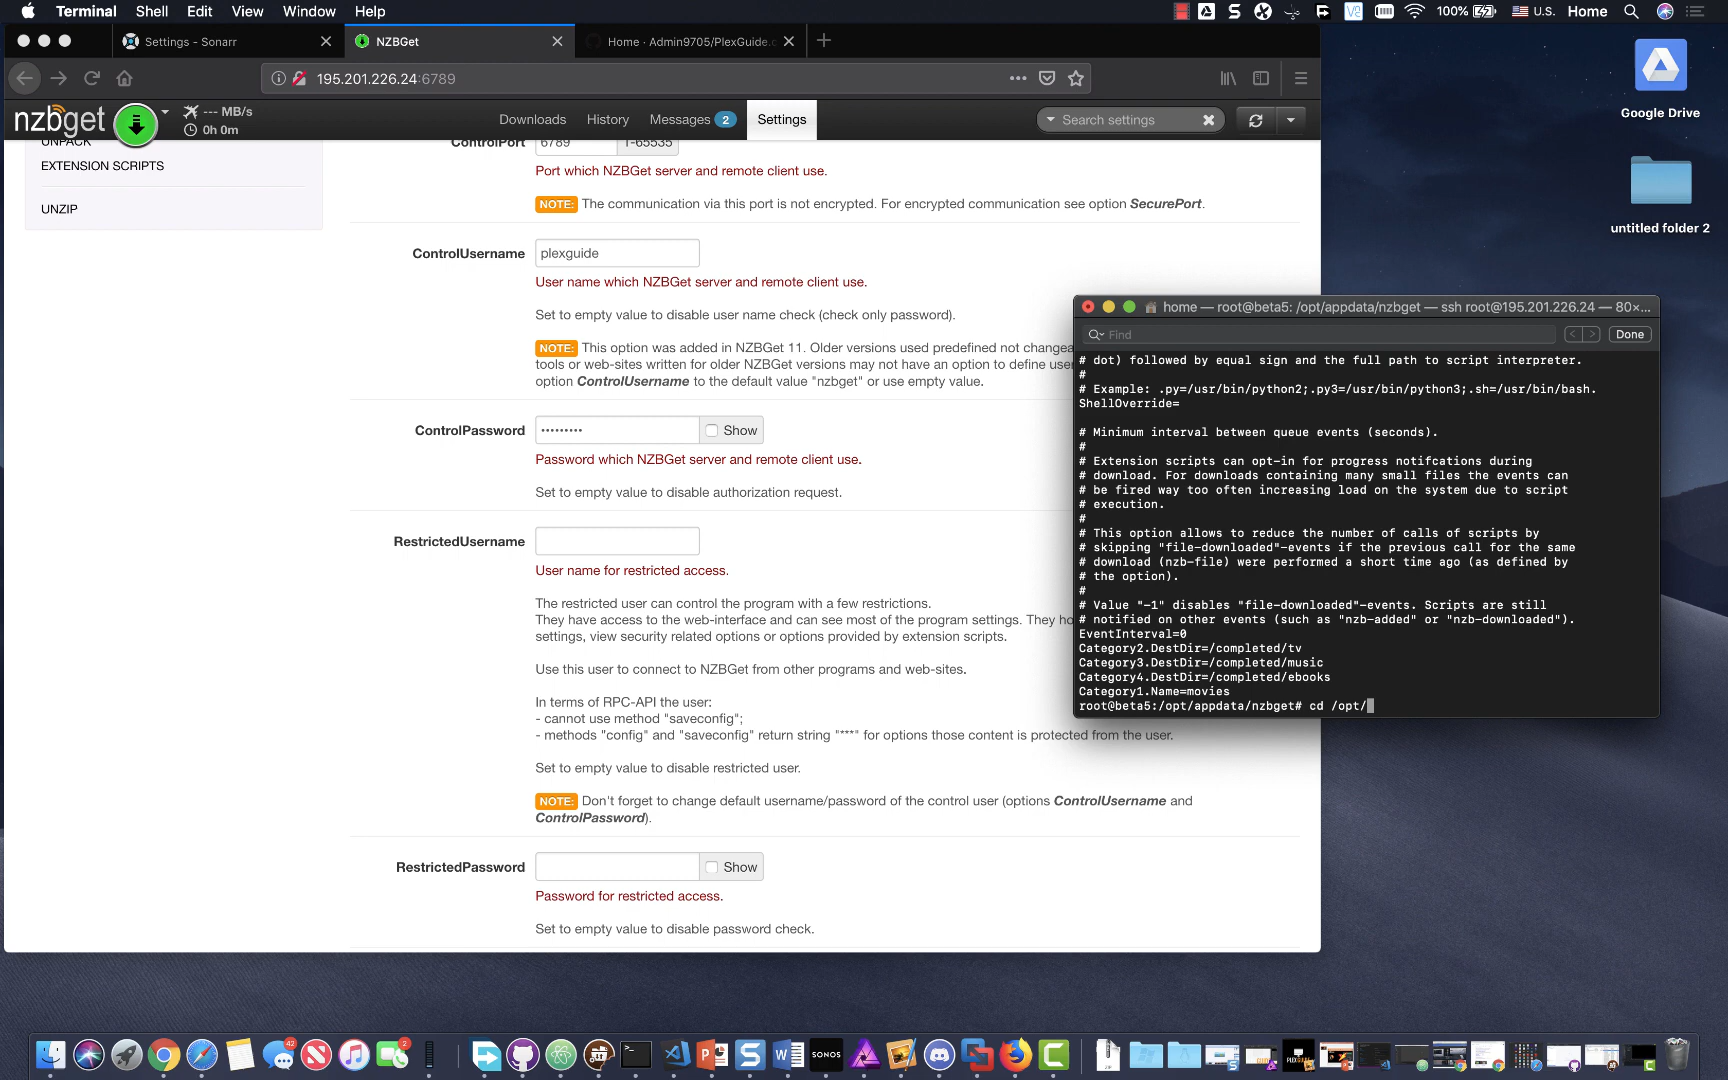 Terminal Shell Edit View Window Help
100% U.S. Home
Settings - Sonarr
NZBGet
Home · Admin9705/PlexGuide.c
195.201.226.24:6789
nzbget
--- MB/s
0h 0m
Downloads History Messages 2 Settings
Search settings
UNPACK
EXTENSION SCRIPTS
UNZIP
ControlPort 6789 1-65535
Port which NZBGet server and remote client use.
NOTE: The communication via this port is not encrypted. For encrypted communication see option SecurePort.
ControlUsername plexguide
User name which NZBGet server and remote client use.
Set to empty value to disable user name check (check only password).
NOTE: This option was added in NZBGet 11. Older versions used predefined not changea
tools or web-sites written for older NZBGet versions may not have an option to define user
option ControlUsername to the default value "nzbget" or use empty value.
ControlPassword ••••••••• Show
Password which NZBGet server and remote client use.
Set to empty value to disable authorization request.
RestrictedUsername
User name for restricted access.
The restricted user can control the program with a few restrictions.
They have access to the web-interface and can see most of the program settings. They
settings, view security related options or options provided by extension scripts.
Use this user to connect to NZBGet from other programs and web-sites.
In terms of RPC-API the user:
- cannot use method "saveconfig";
- methods "config" and "saveconfig" return string "***" for options those content is protected from the user.
Set to empty value to disable restricted user.
NOTE: Don't forget to change default username/password of the control user (options ControlUsername and
ControlPassword).
RestrictedPassword Show
Password for restricted access.
Set to empty value to disable password check.
home — root@beta5: /opt/appdata/nzbget — ssh root@195.201.226.24 — 80×...
Find
Done
# dot) followed by equal sign and the full path to script interpreter.
#
# Example: .py=/usr/bin/python2;.py3=/usr/bin/python3;.sh=/usr/bin/bash.
ShellOverride=
# Minimum interval between queue events (seconds).
#
# Extension scripts can opt-in for progress notifcations during
# download. For downloads containing many small files the events can
# be fired way too often increasing load on the system due to script
# execution.
#
# This option allows to reduce the number of calls of scripts by
# skipping "file-downloaded"-events if the previous call for the same
# download (nzb-file) were performed a short time ago (as defined by
# the option).
#
# Value "-1" disables "file-downloaded"-events. Scripts are still
# notified on other events (such as "nzb-added" or "nzb-downloaded").
EventInterval=0
Category2.DestDir=/completed/tv
Category3.DestDir=/completed/music
Category4.DestDir=/completed/ebooks
Category1.Name=movies
root@beta5:/opt/appdata/nzbget# cd /opt/
Google Drive
untitled folder 2
42
2
SONOS